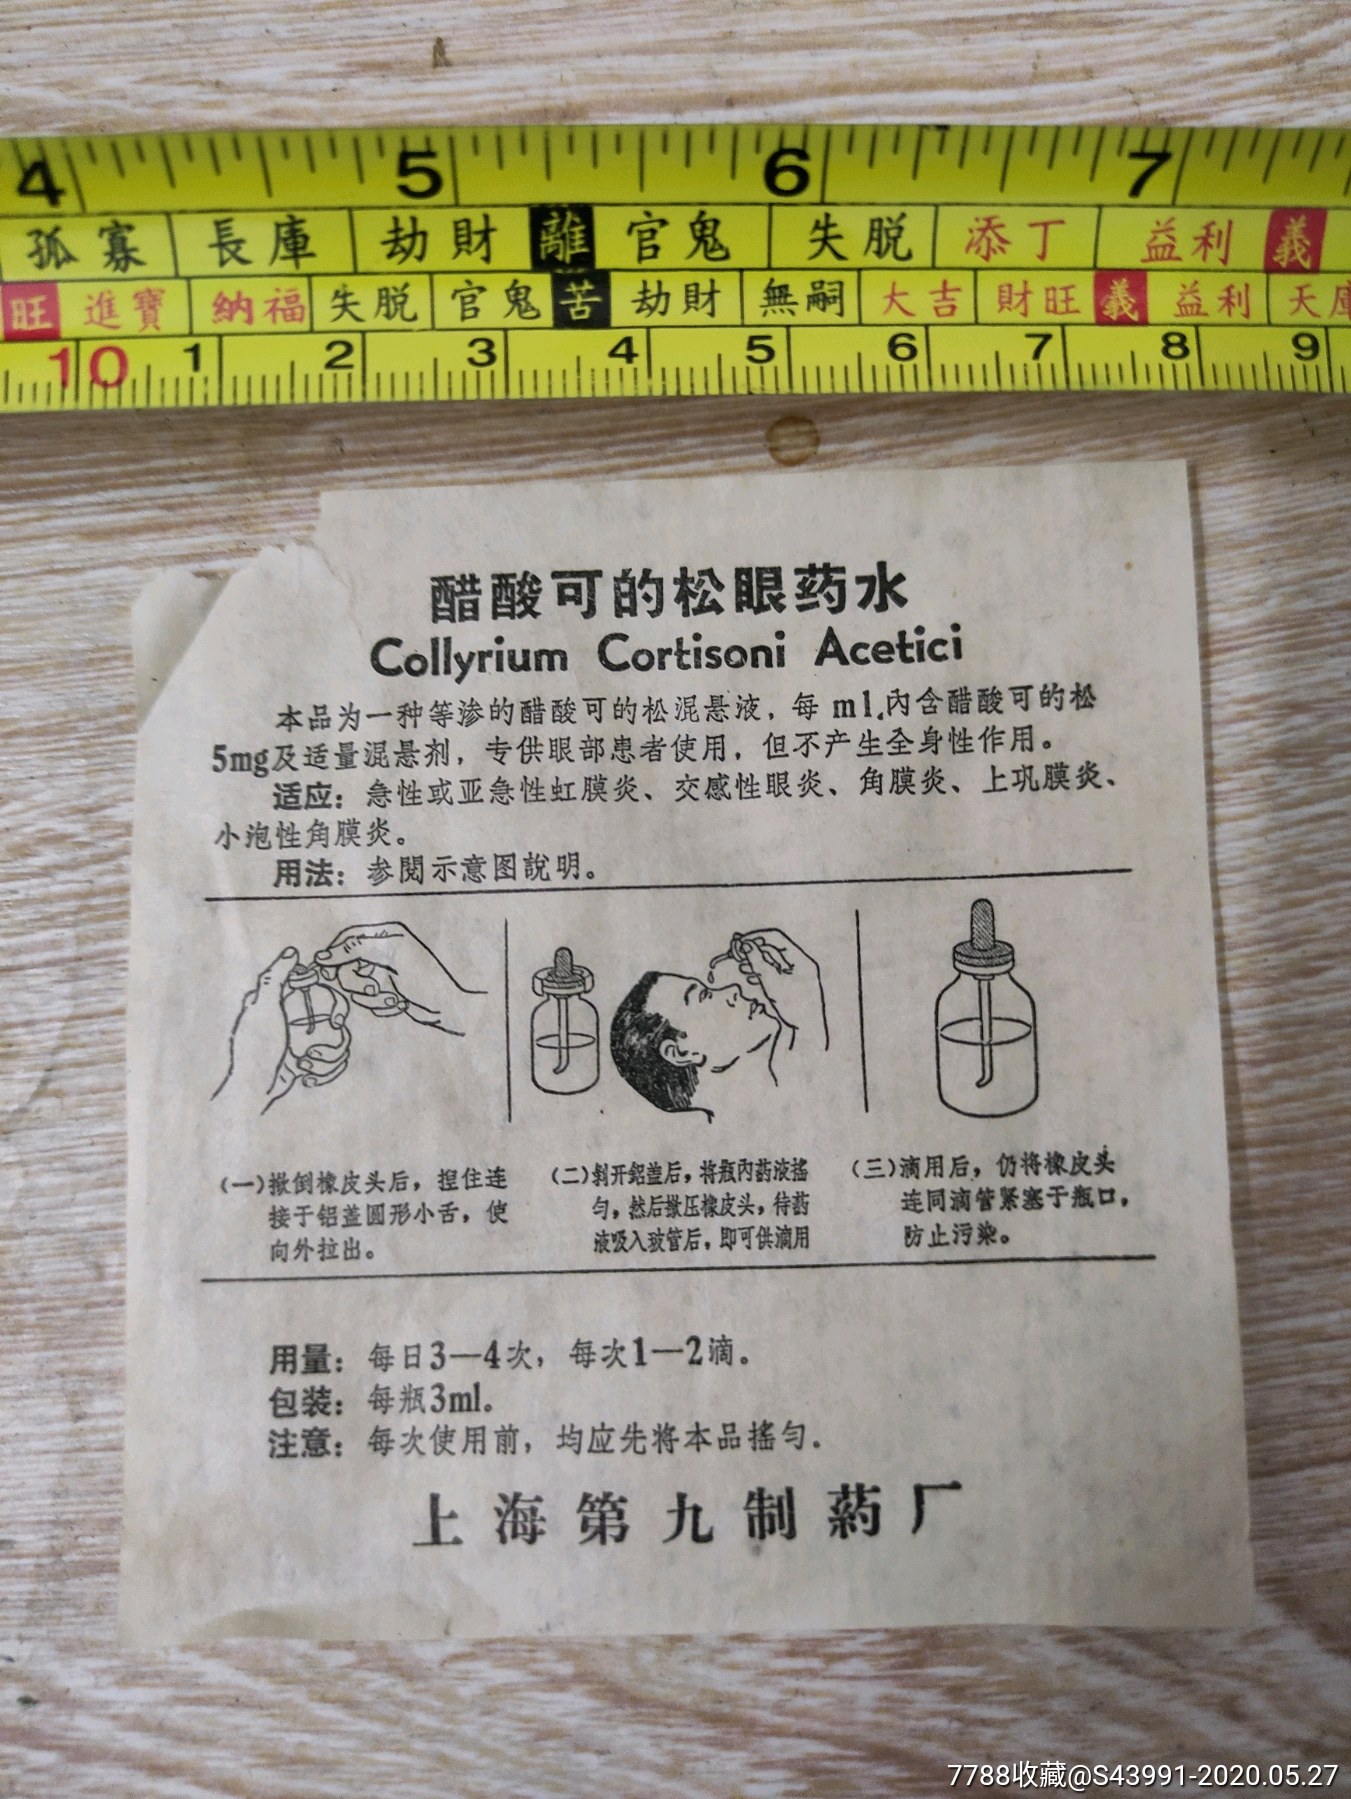 4 5 6 7
孤寡 長庫 劫財 離 官鬼 失脱 添丁 益利 義
旺 進寶 納福 失脱 官鬼 苦 劫財 無嗣 大吉 財旺 義 益利 天庫
10 1 2 3 4 5 6 7 8 9
醋酸可的松眼药水
Collyrium Cortisoni Acetici
本品为一种等渗的醋酸可的松混悬液，每ml.内含醋酸可的松
5mg及适量混悬剂，专供眼部患者使用，但不产生全身性作用。
适应：急性或亚急性虹膜炎、交感性眼炎、角膜炎、上巩膜炎、
小泡性角膜炎。
用法：参閱示意图說明。
(一)撳倒橡皮头后，捏住连
接于铝盖圆形小舌，使
向外拉出。
(二)剝开鋁盖后，将瓶內药液搖
匀，然后撳压橡皮头，待药
液吸入玻管后，即可供滴用
(三)滴用后，仍将橡皮头
连同滴管紧塞于瓶口，
防止污染。
用量：每日3—4次，每次1—2滴。
包装：每瓶3ml。
注意：每次使用前，均应先将本品搖匀．
上海第九制药厂
7788收藏@S43991-2020.05.27